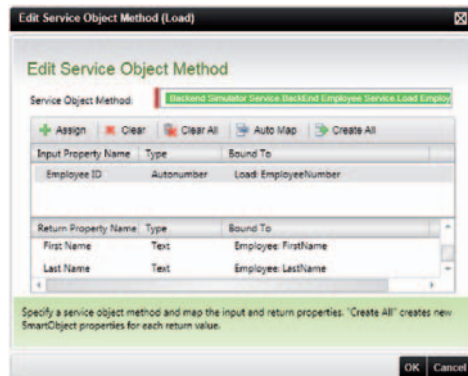 Edit Service Object Method (Load)
Edit Service Object Method
Service Object Method: Backend Simulator Service.BackEnd Employee Service.Load Employ
Assign Clear Clear All Auto Map Create All
Input Property Name Type Bound To
Employee ID Autonumber Load: EmployeeNumber
Return Property Name Type Bound To
First Name Text Employee: FirstName
Last Name Text Employee: LastName
Specify a service object method and map the input and return properties. "Create All" creates new
SmartObject properties for each return value.
OK Cancel